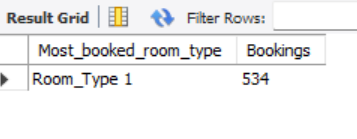 Result Grid Filter Rows:
Most_booked_room_type Bookings
Room_Type 1 534